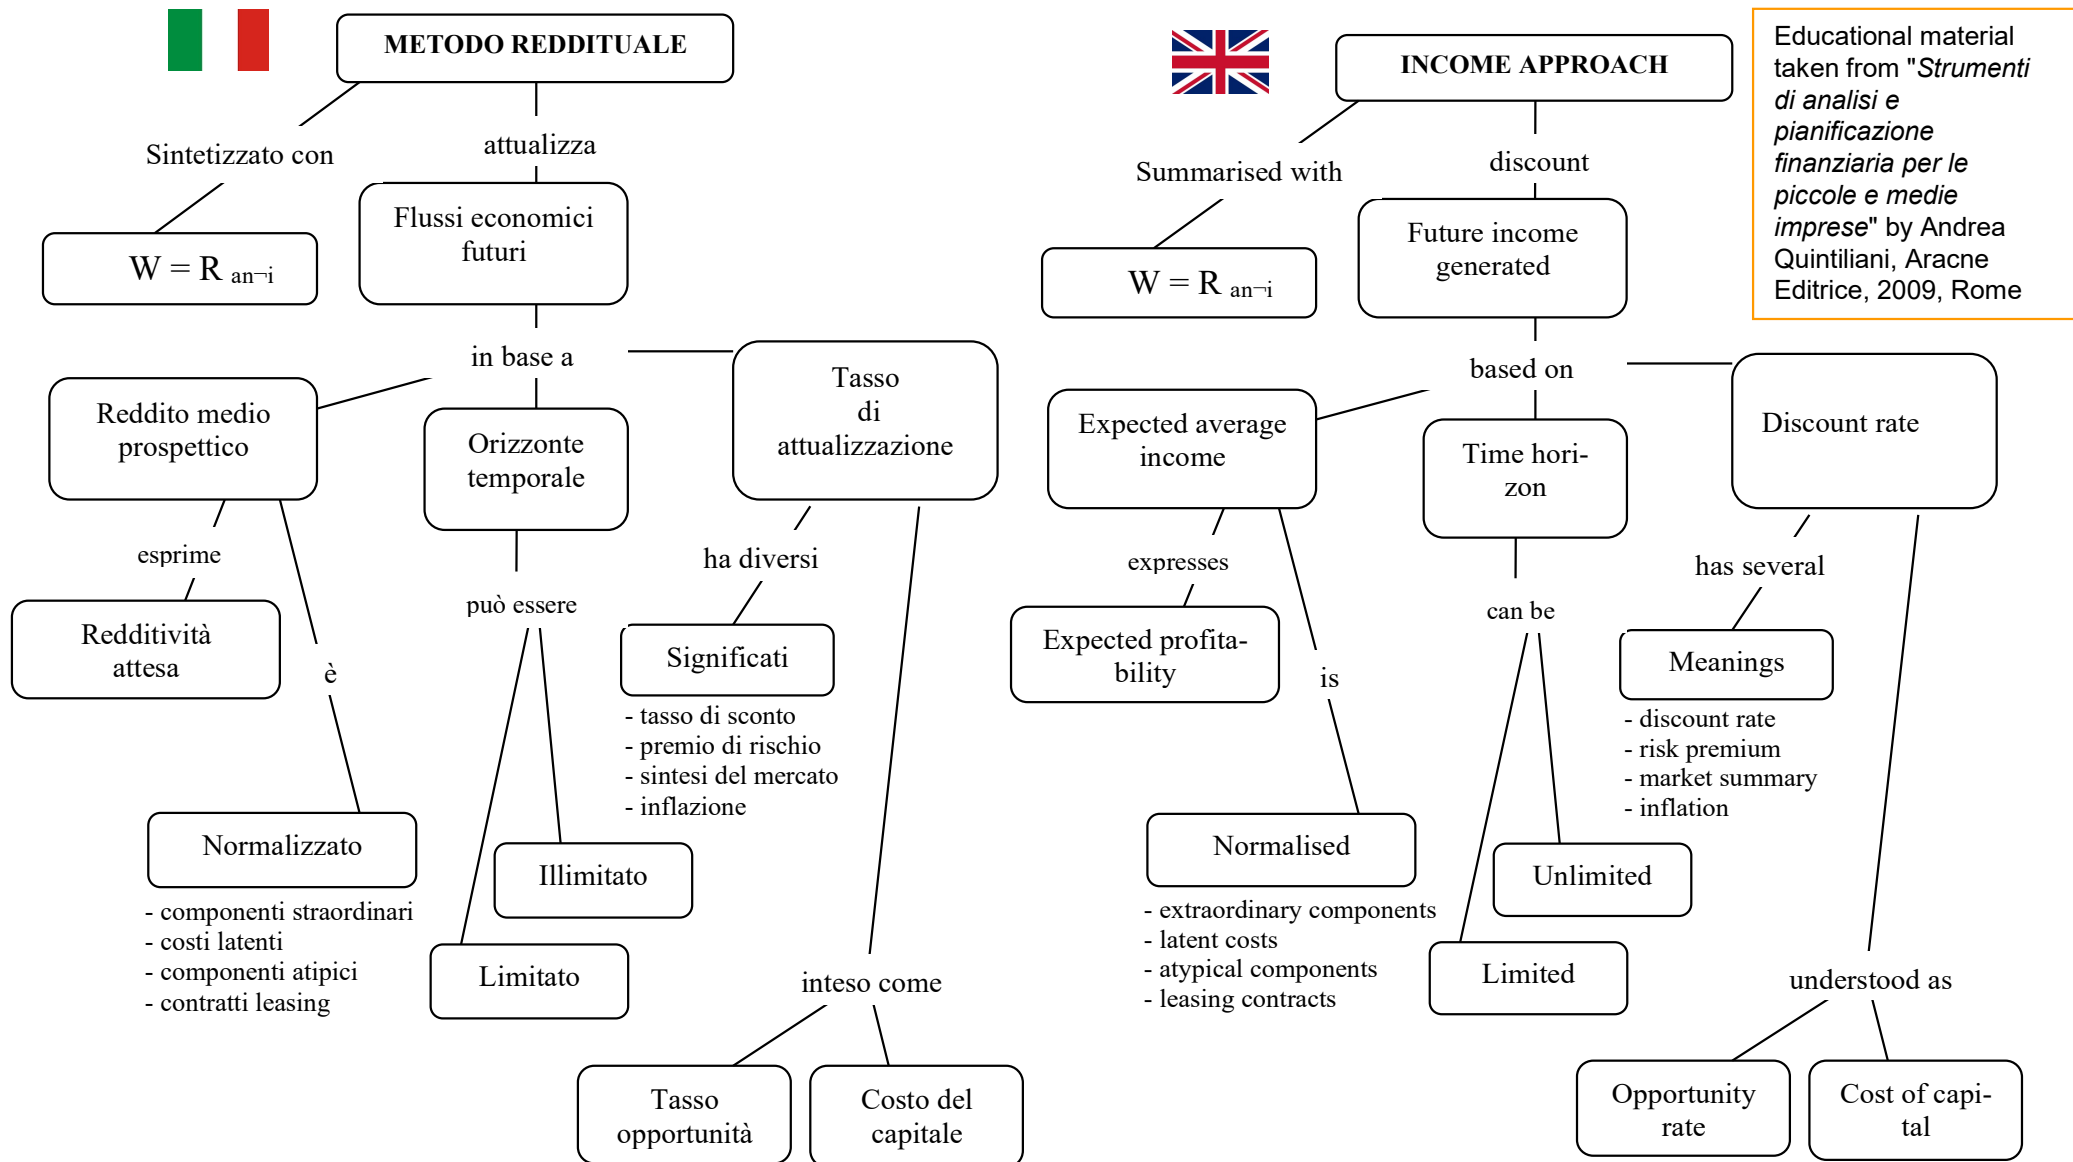 METODO REDDITUALE
Sintetizzato con
attualizza
W = R an¬i
Flussi economici
futuri
in base a
Reddito medio
prospettico
Orizzonte
temporale
Tasso
di
attualizzazione
esprime
può essere
ha diversi
Redditività
attesa
è
Significati
- tasso di sconto
- premio di rischio
- sintesi del mercato
- inflazione
Normalizzato
- componenti straordinari
- costi latenti
- componenti atipici
- contratti leasing
Illimitato
Limitato
inteso come
Tasso
opportunità
Costo del
capitale
INCOME APPROACH
Summarised with
discount
W = R an¬i
Future income
generated
based on
Expected average
income
Time hori-
zon
Discount rate
expresses
can be
has several
Expected profita-
bility
is
Meanings
- discount rate
- risk premium
- market summary
- inflation
Normalised
- extraordinary components
- latent costs
- atypical components
- leasing contracts
Unlimited
Limited
understood as
Opportunity
rate
Cost of capi-
tal
Educational material
taken from "Strumenti
di analisi e
pianificazione
finanziaria per le
piccole e medie
imprese" by Andrea
Quintiliani, Aracne
Editrice, 2009, Rome